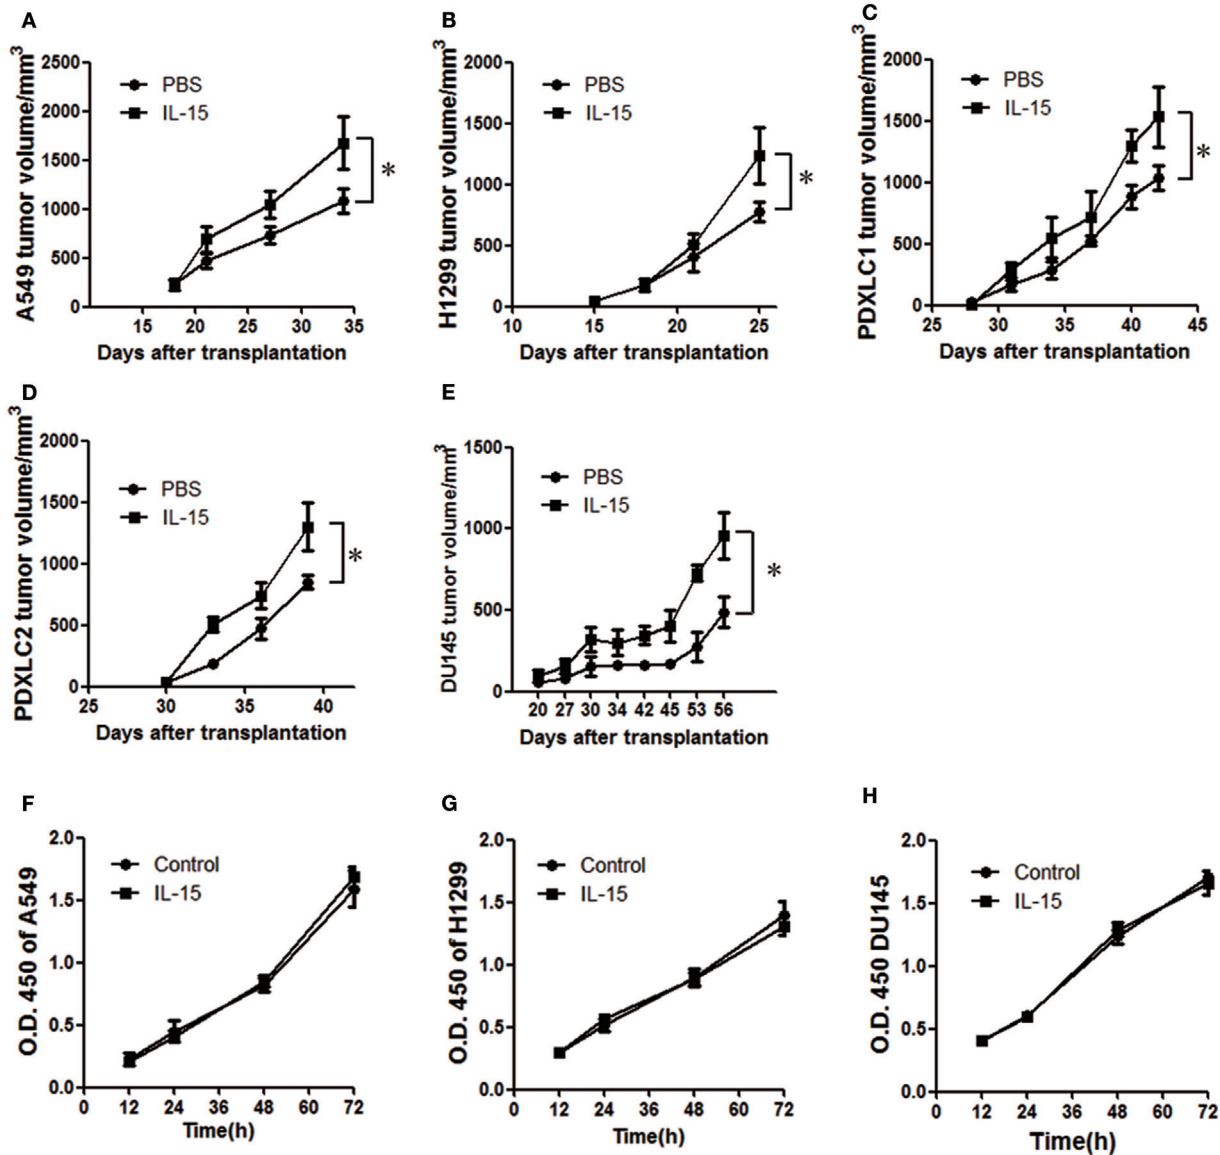 A
A549 tumor volume/mm3
2500
2000
1500
1000
500
0
PBS
IL-15
*
15 20 25 30 35
Days after transplantation
B
H1299 tumor volume/mm3
2000
1500
1000
500
0
PBS
IL-15
*
10 15 20 25
Days after transplantation
C
PDXLC1 tumor volume/mm3
2000
1500
1000
500
0
PBS
IL-15
*
25 30 35 40 45
Days after transplantation
D
PDXLC2 tumor volume/mm3
2000
1500
1000
500
0
PBS
IL-15
*
25 30 35 40
Days after transplantation
E
DU145 tumor volume/mm3
1500
1000
500
0
PBS
IL-15
*
20 27 30 34 42 45 53 56
Days after transplantation
F
O.D. 450 of A549
2.0
1.5
1.0
0.5
0.0
Control
IL-15
0 12 24 36 48 60 72
Time(h)
G
O.D. 450 of H1299
2.0
1.5
1.0
0.5
0.0
Control
IL-15
0 12 24 36 48 60 72
Time(h)
H
O.D. 450 DU145
2.0
1.5
1.0
0.5
0.0
Control
IL-15
0 12 24 36 48 60 72
Time(h)